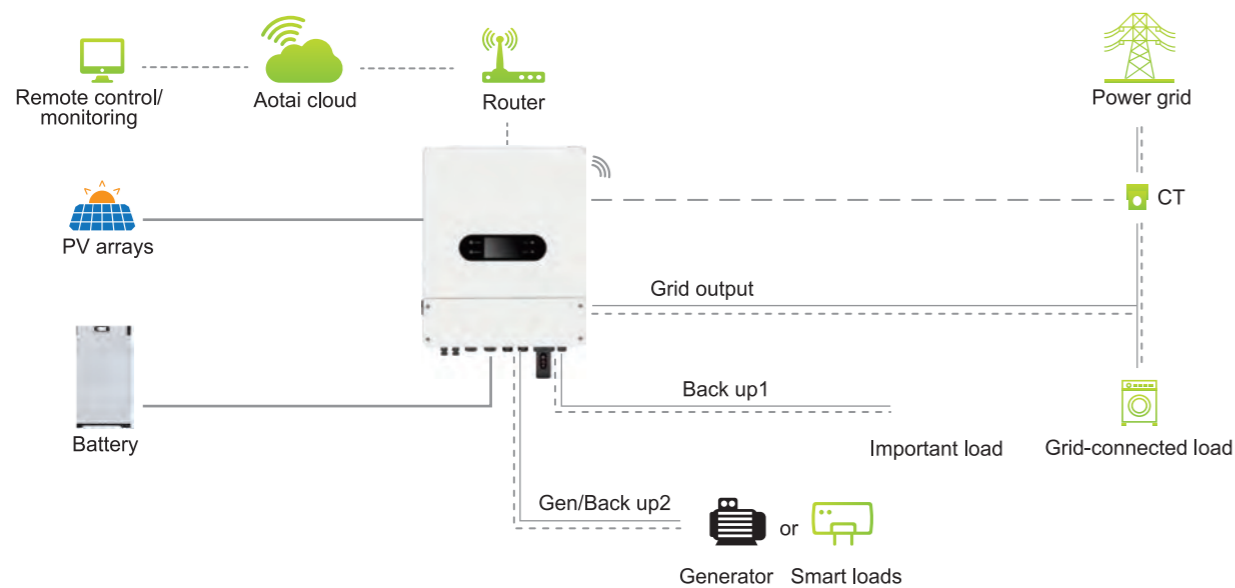 Remote control/
monitoring
Aotai cloud
Router
Power grid
PV arrays
CT
Grid output
Battery
Back up1
Important load
Grid-connected load
Gen/Back up2
or
Generator
Smart loads